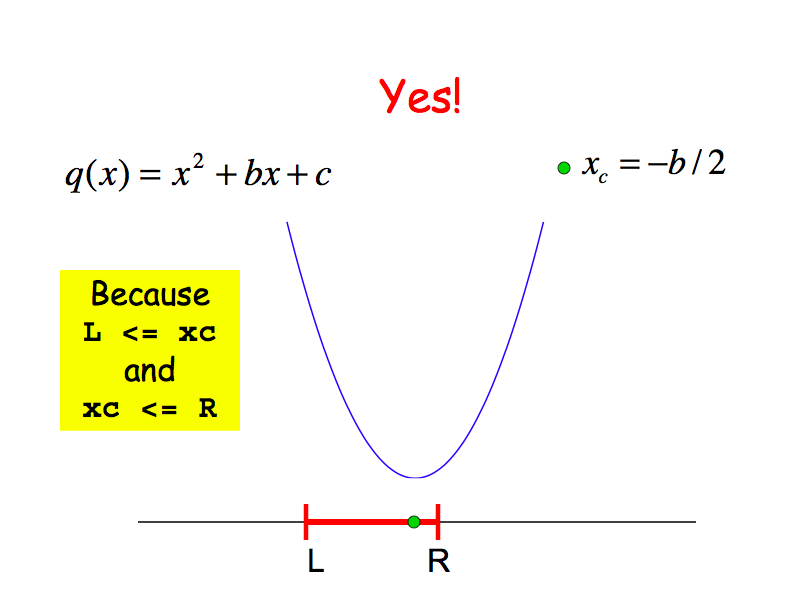 Yes!
q(x) = x² + bx + c
x_c = −b / 2
Because
L <= xc
and
xc <= R
L
R